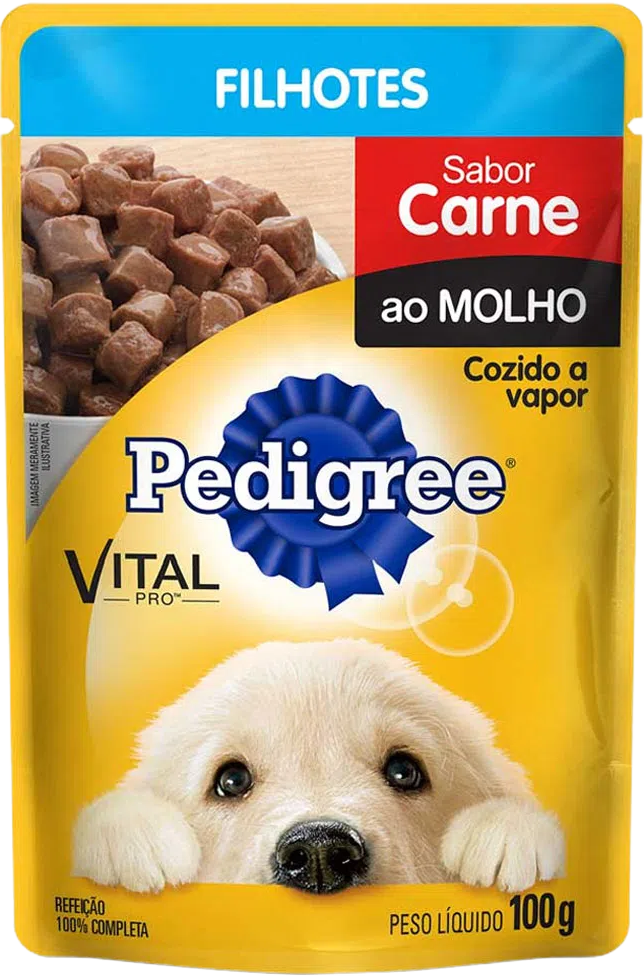 FILHOTES
Sabor
Carne
ao MOLHO
Cozido a
vapor
IMAGEM MERAMENTE
ILUSTRATIVA
Pedigree®
VITAL
PRO™
REFEIÇÃO
100% COMPLETA
PESO LÍQUIDO 100g